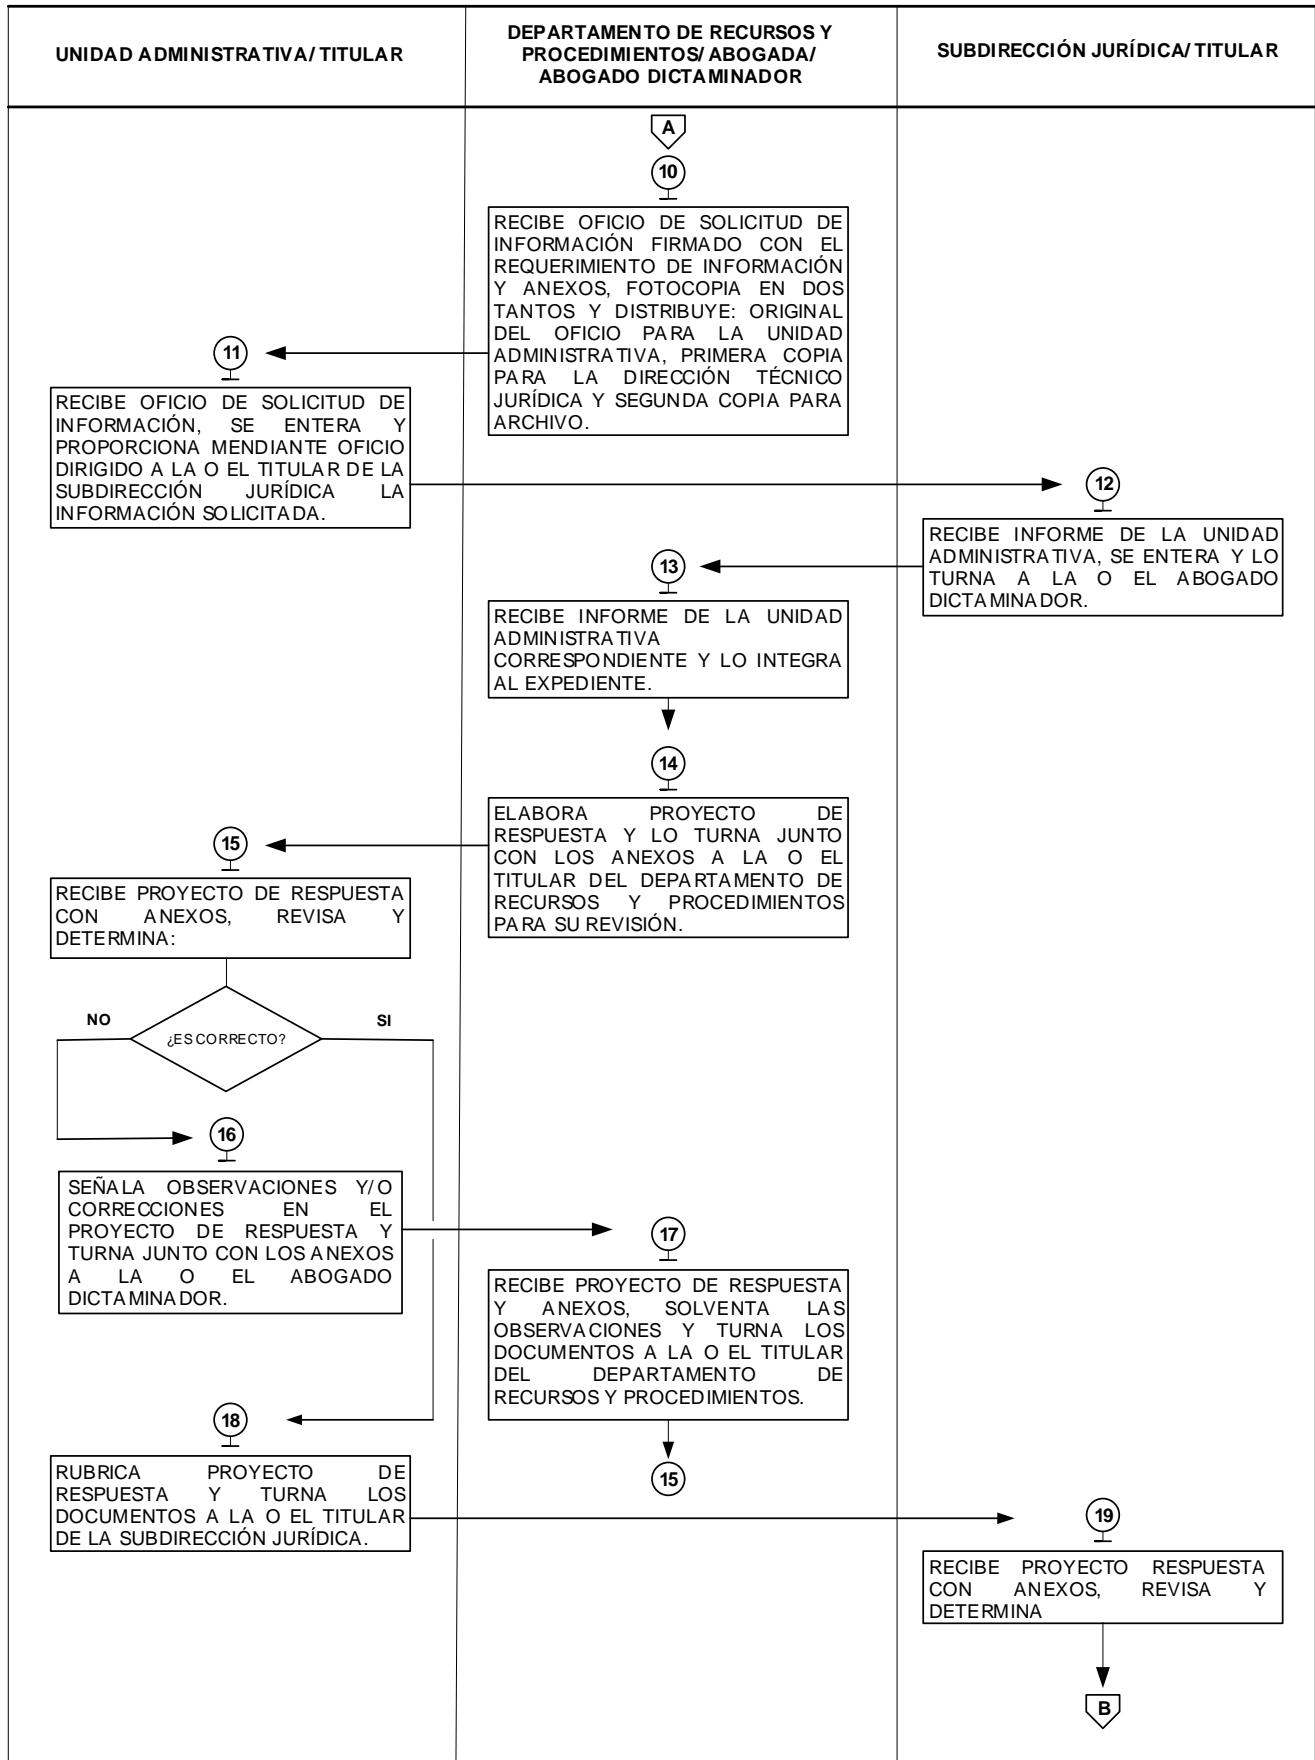 UNIDAD ADMINISTRATIVA/ TITULAR
DEPARTAMENTO DE RECURSOS Y
PROCEDIMIENTOS/ ABOGADA/
ABOGADO DICTAMINADOR
SUBDIRECCIÓN JURÍDICA/ TITULAR
A
10
RECIBE OFICIO DE SOLICITUD DE
INFORMACIÓN FIRMADO CON EL
REQUERIMIENTO DE INFORMACIÓN
Y ANEXOS, FOTOCOPIA EN DOS
TANTOS Y DISTRIBUYE: ORIGINAL
DEL OFICIO PARA LA UNIDAD
ADMINISTRATIVA, PRIMERA COPIA
PARA LA DIRECCIÓN TÉCNICO
JURÍDICA Y SEGUNDA COPIA PARA
ARCHIVO.
11
RECIBE OFICIO DE SOLICITUD DE
INFORMACIÓN, SE ENTERA Y
PROPORCIONA MENDIANTE OFICIO
DIRIGIDO A LA O EL TITULAR DE LA
SUBDIRECCIÓN JURÍDICA LA
INFORMACIÓN SOLICITADA.
12
RECIBE INFORME DE LA UNIDAD
ADMINISTRATIVA, SE ENTERA Y LO
TURNA A LA O EL ABOGADO
DICTAMINADOR.
13
RECIBE INFORME DE LA UNIDAD
ADMINISTRATIVA
CORRESPONDIENTE Y LO INTEGRA
AL EXPEDIENTE.
14
ELABORA PROYECTO DE
RESPUESTA Y LO TURNA JUNTO
CON LOS ANEXOS A LA O EL
TITULAR DEL DEPARTAMENTO DE
RECURSOS Y PROCEDIMIENTOS
PARA SU REVISIÓN.
15
RECIBE PROYECTO DE RESPUESTA
CON ANEXOS, REVISA Y
DETERMINA:
NO
¿ES CORRECTO?
SI
16
SEÑALA OBSERVACIONES Y/O
CORRECCIONES EN EL
PROYECTO DE RESPUESTA Y
TURNA JUNTO CON LOS ANEXOS
A LA O EL ABOGADO
DICTAMINADOR.
17
RECIBE PROYECTO DE RESPUESTA
Y ANEXOS, SOLVENTA LAS
OBSERVACIONES Y TURNA LOS
DOCUMENTOS A LA O EL TITULAR
DEL DEPARTAMENTO DE
RECURSOS Y PROCEDIMIENTOS.
15
18
RUBRICA PROYECTO DE
RESPUESTA Y TURNA LOS
DOCUMENTOS A LA O EL TITULAR
DE LA SUBDIRECCIÓN JURÍDICA.
19
RECIBE PROYECTO RESPUESTA
CON ANEXOS, REVISA Y
DETERMINA
B